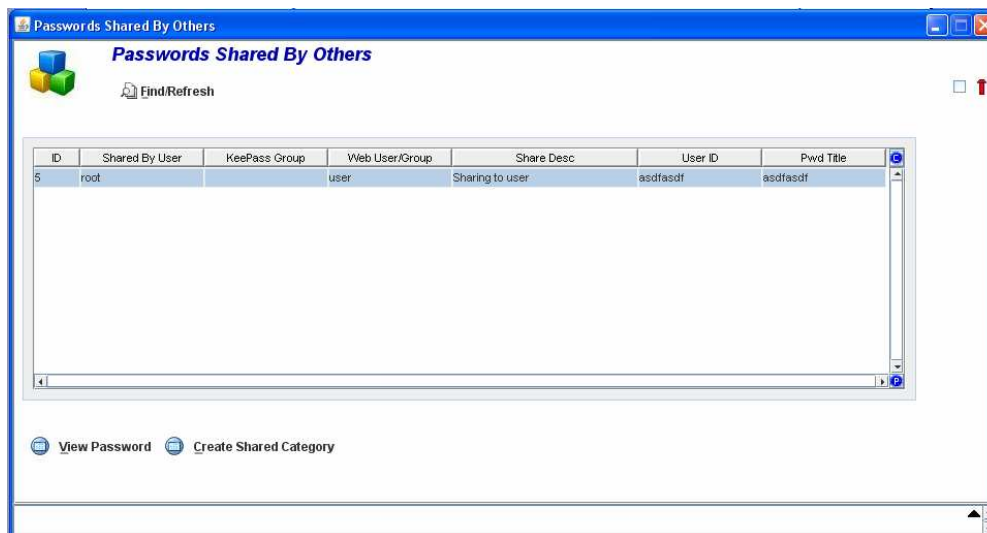 Passwords Shared By Others
Passwords Shared By Others
Find/Refresh
ID Shared By User KeePass Group Web User/Group Share Desc User ID Pwd Title C
5 root user Sharing to user asdfasdf asdfasdf
P
View Password Create Shared Category